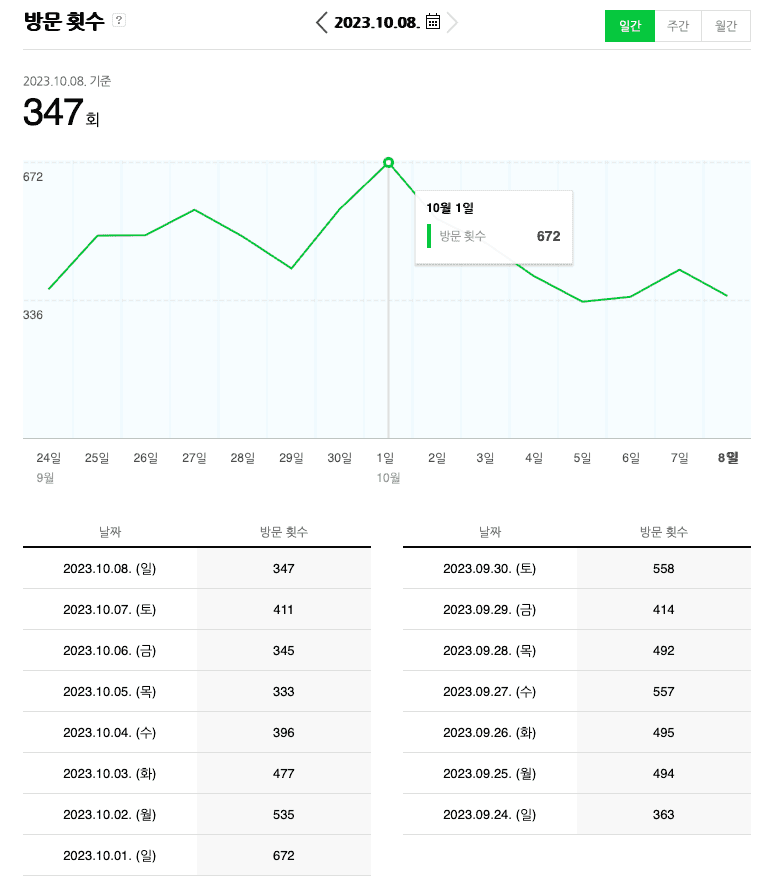 방문 횟수 ?
2023.10.08.
일간 주간 월간
2023.10.08. 기준
347 회
672
10월 1일
방문 횟수 672
336
24일 25일 26일 27일 28일 29일 30일 1일 2일 3일 4일 5일 6일 7일 8일
9월 10월
날짜 방문 횟수 날짜 방문 횟수
2023.10.08. (일) 347 2023.09.30. (토) 558
2023.10.07. (토) 411 2023.09.29. (금) 414
2023.10.06. (금) 345 2023.09.28. (목) 492
2023.10.05. (목) 333 2023.09.27. (수) 557
2023.10.04. (수) 396 2023.09.26. (화) 495
2023.10.03. (화) 477 2023.09.25. (월) 494
2023.10.02. (월) 535 2023.09.24. (일) 363
2023.10.01. (일) 672